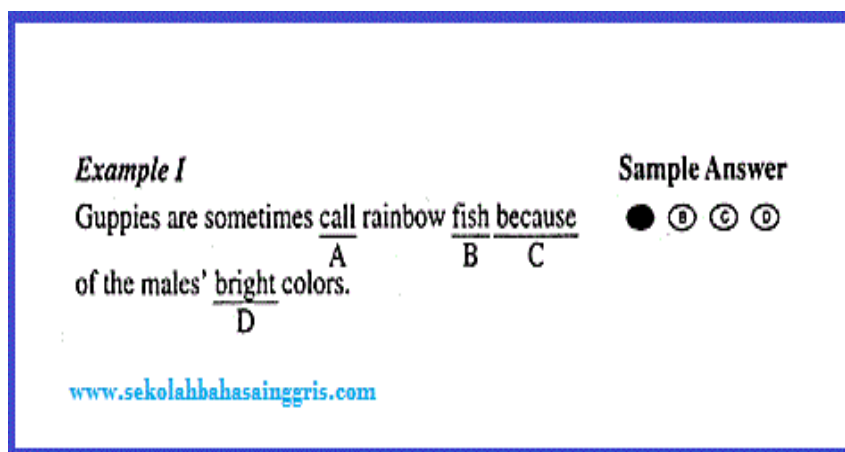 Example I
Sample Answer
Guppies are sometimes call rainbow fish because
B C D
A B C
of the males' bright colors.
D
www.sekolahbahasainggris.com